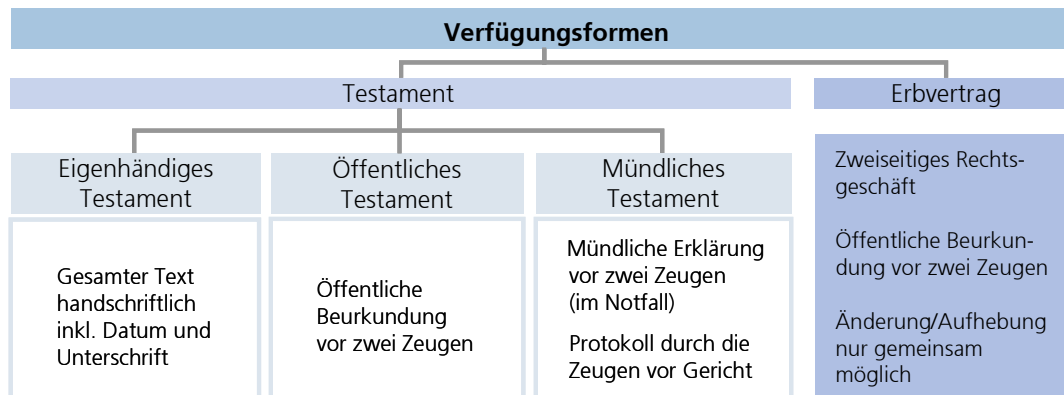 Verfügungsformen
Testament
Erbvertrag
Eigenhändiges
Testament
Gesamter Text
handschriftlich
inkl. Datum und
Unterschrift
Öffentliches
Testament
Öffentliche
Beurkundung
vor zwei Zeugen
Mündliches
Testament
Mündliche Erklärung
vor zwei Zeugen
(im Notfall)
Protokoll durch die
Zeugen vor Gericht
Zweiseitiges Rechts-
geschäft
Öffentliche Beurkun-
dung vor zwei Zeugen
Änderung/Aufhebung
nur gemeinsam
möglich